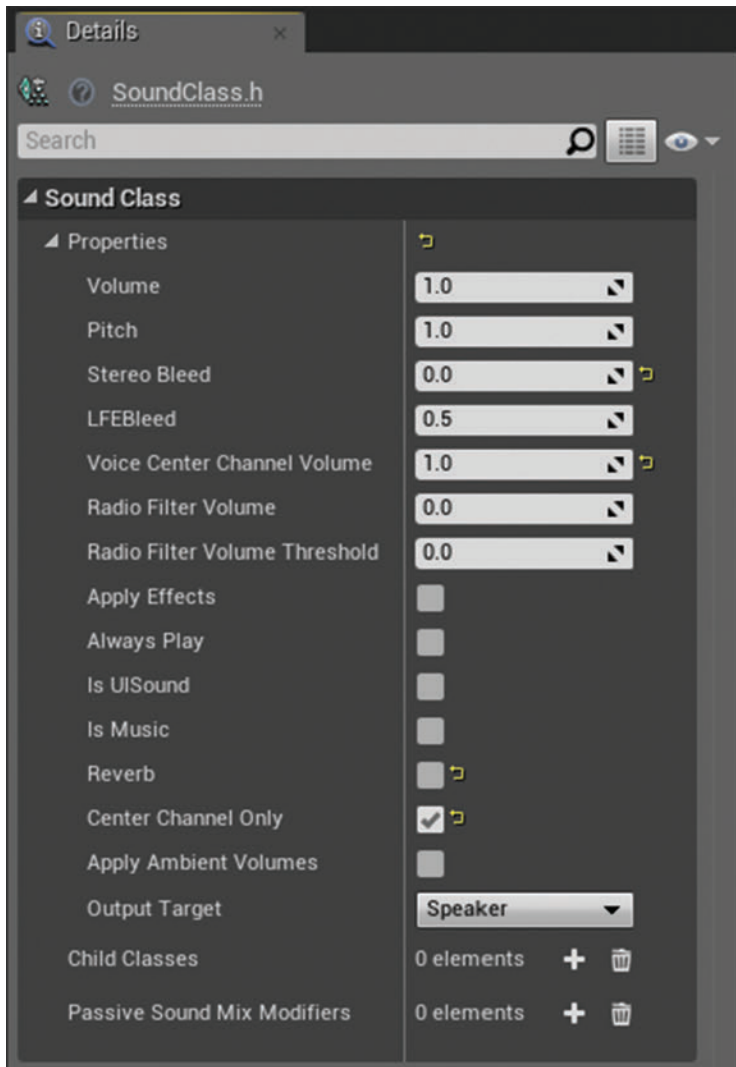 Details
SoundClass.h
Search
Sound Class
Properties
Volume 1.0
Pitch 1.0
Stereo Bleed 0.0
LFEBleed 0.5
Voice Center Channel Volume 1.0
Radio Filter Volume 0.0
Radio Filter Volume Threshold 0.0
Apply Effects
Always Play
Is UISound
Is Music
Reverb
Center Channel Only
Apply Ambient Volumes
Output Target Speaker
Child Classes 0 elements
Passive Sound Mix Modifiers 0 elements